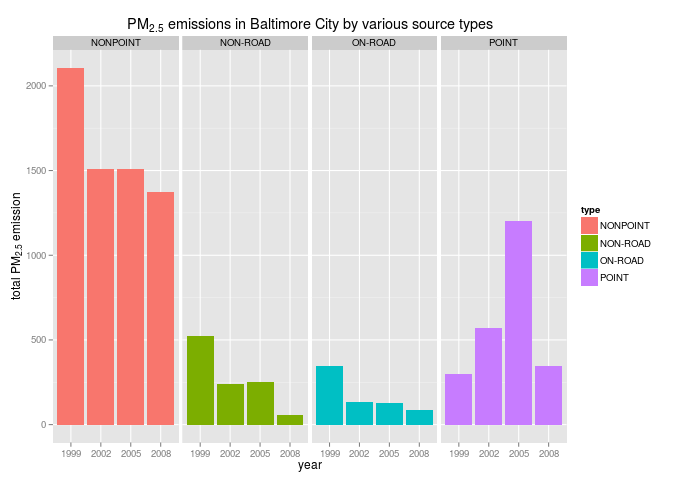 PM2.5 emissions in Baltimore City by various source types
NONPOINT NON-ROAD ON-ROAD POINT
2000
1500
1000
500
0
total PM2.5 emission
1999 2002 2005 2008 1999 2002 2005 2008 1999 2002 2005 2008 1999 2002 2005 2008
year
type
NONPOINT
NON-ROAD
ON-ROAD
POINT